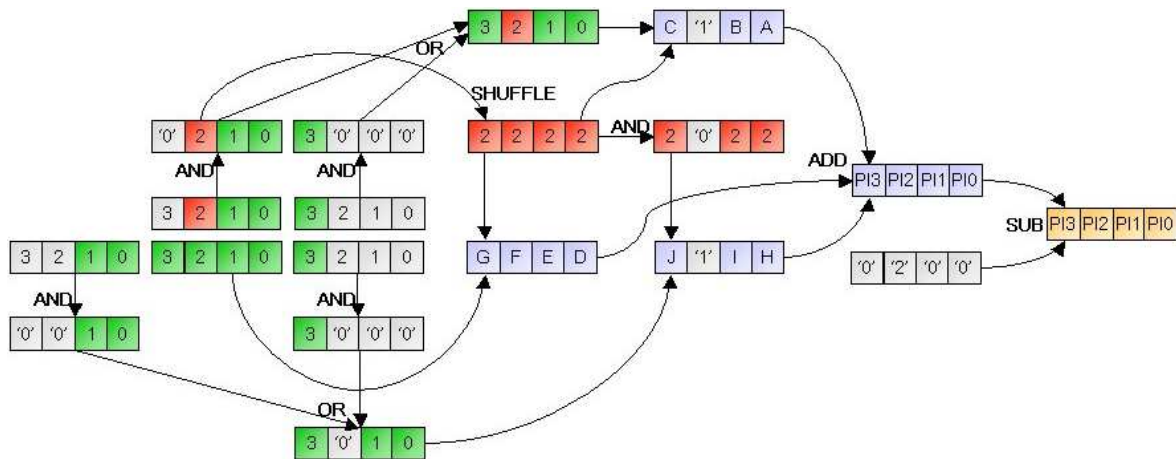 3 2 1 0
C '1' B A
OR
SHUFFLE
'0' 2 1 0
3 '0' '0' '0'
2 2 2 2
AND
2 '0' 2 2
AND
AND
ADD
PI3 PI2 PI1 PI0
3 2 1 0
3 2 1 0
SUB
PI3 PI2 PI1 PI0
3 2 1 0
3 2 1 0
3 2 1 0
G F E D
J '1' I H
'0' '2' '0' '0'
AND
AND
'0' '0' 1 0
3 '0' '0' '0'
OR
3 '0' 1 0